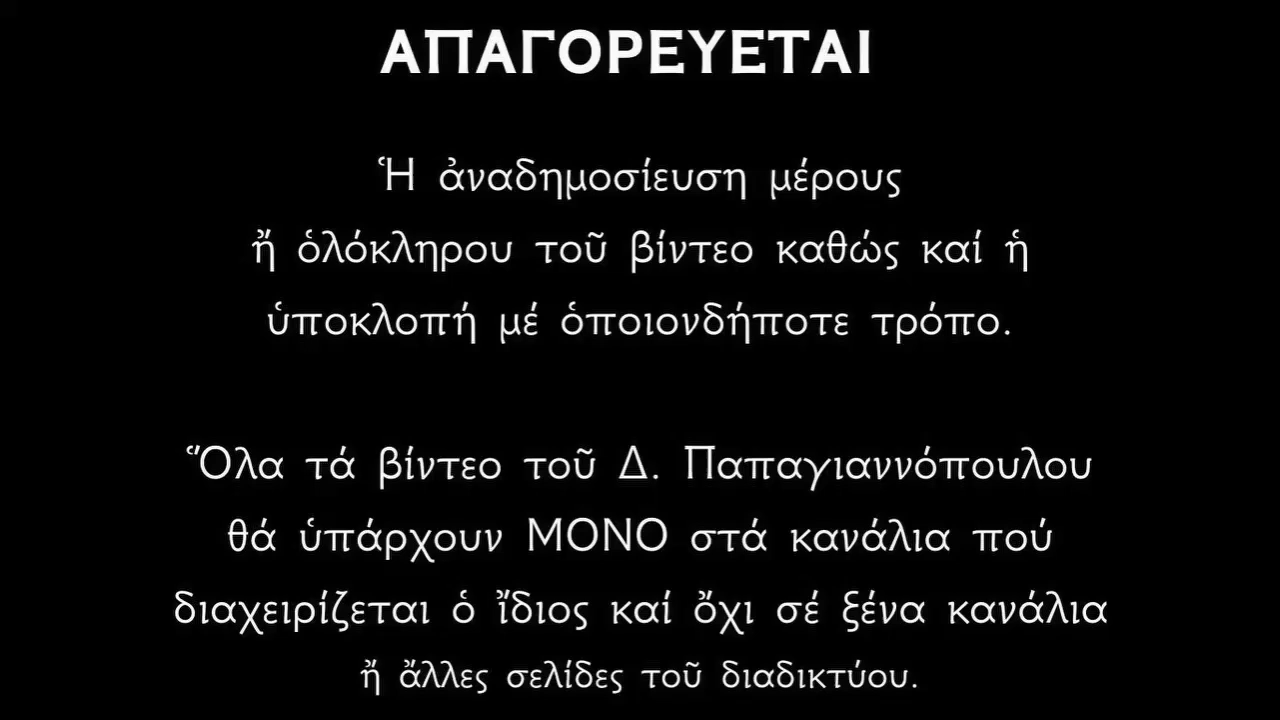 ΑΠΑΓΟΡΕΥΕΤΑΙ
Ἡ ἀναδημοσίευση μέρους
ἤ ὁλόκληρου τοῦ βίντεο καθώς καί ἡ
ὑποκλοπή μέ ὁποιονδήποτε τρόπο.
Ὅλα τά βίντεο τοῦ Δ. Παπαγιαννόπουλου
θά ὑπάρχουν ΜΟΝΟ στά κανάλια πού
διαχειρίζεται ὁ ἴδιος καί ὄχι σέ ξένα κανάλια
ἤ ἄλλες σελίδες τοῦ διαδικτύου.